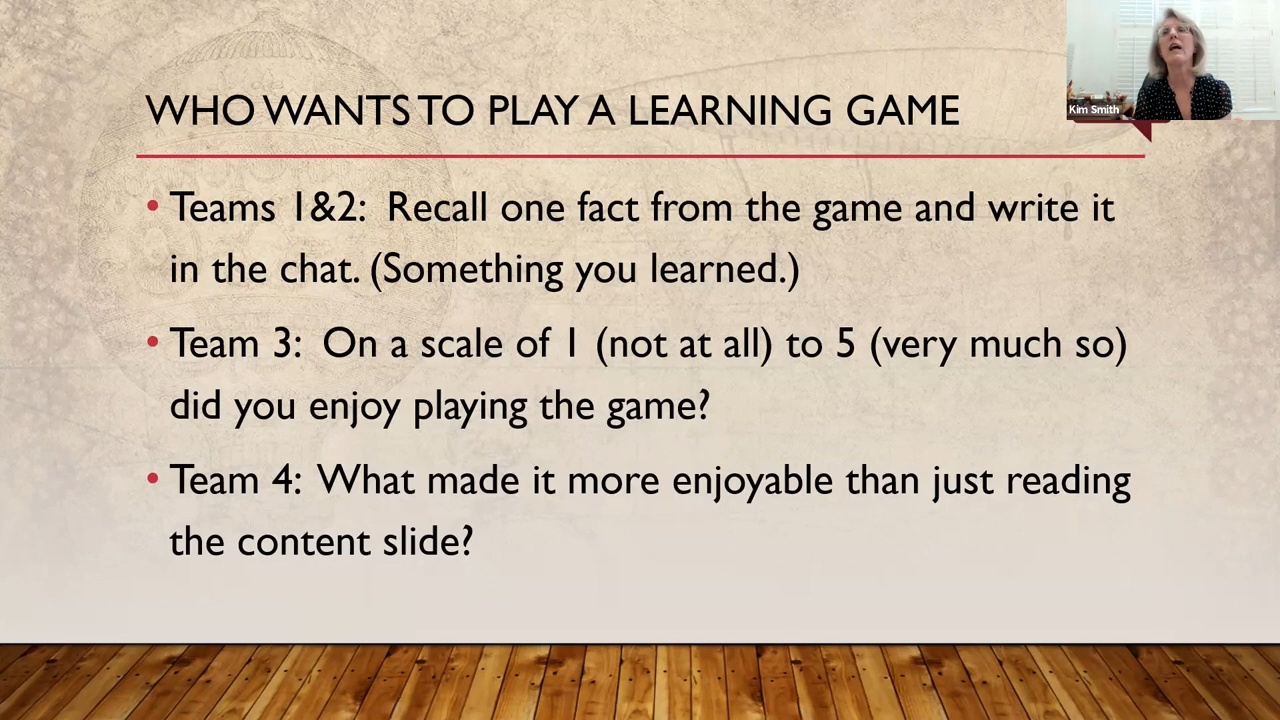 WHO WANTS TO PLAY A LEARNING GAME
Kim Smith
• Teams 1&2:  Recall one fact from the game and write it
in the chat. (Something you learned.)
• Team 3:  On a scale of 1 (not at all) to 5 (very much so)
did you enjoy playing the game?
• Team 4:  What made it more enjoyable than just reading
the content slide?